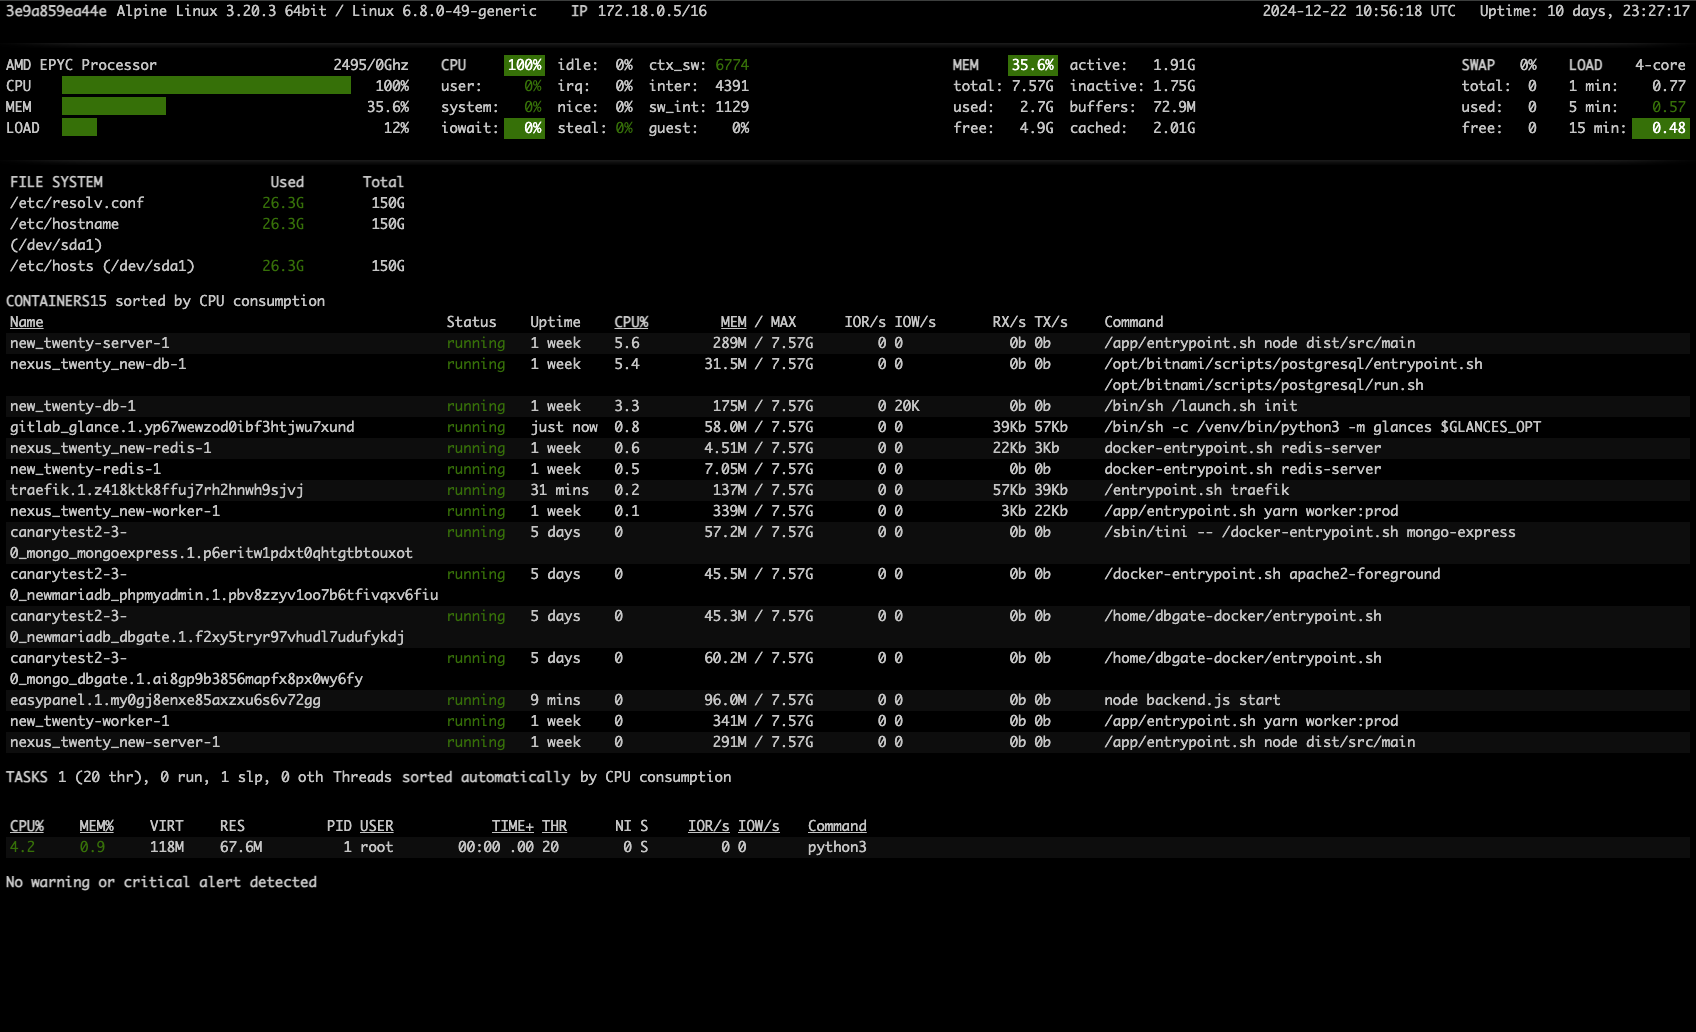 3e9a859ea44e Alpine Linux 3.20.3 64bit / Linux 6.8.0-49-generic IP 172.18.0.5/16 2024-12-22 10:56:18 UTC Uptime: 10 days, 23:27:17
AMD EPYC Processor 2495/0Ghz CPU 100% idle: 0% ctx_sw: 6774 MEM 35.6% active: 1.91G SWAP 0% LOAD 4-core
CPU 100% user: 0% irq: 0% inter: 4391 total: 7.57G inactive: 1.75G total: 0 1 min: 0.77
MEM 35.6% system: 0% nice: 0% sw_int: 1129 used: 2.7G buffers: 72.9M used: 0 5 min: 0.57
LOAD 12% iowait: 0% steal: 0% guest: 0% free: 4.9G cached: 2.01G free: 0 15 min: 0.48
FILE SYSTEM Used Total
/etc/resolv.conf 26.3G 150G
/etc/hostname 26.3G 150G
(/dev/sda1)
/etc/hosts (/dev/sda1) 26.3G 150G
CONTAINERS15 sorted by CPU consumption
Name Status Uptime CPU% MEM / MAX IOR/s IOW/s RX/s TX/s Command
new_twenty-server-1 running 1 week 5.6 289M / 7.57G 0 0 0b 0b /app/entrypoint.sh node dist/src/main
nexus_twenty_new-db-1 running 1 week 5.4 31.5M / 7.57G 0 0 0b 0b /opt/bitnami/scripts/postgresql/entrypoint.sh
/opt/bitnami/scripts/postgresql/run.sh
new_twenty-db-1 running 1 week 3.3 175M / 7.57G 0 20K 0b 0b /bin/sh /launch.sh init
gitlab_glance.1.yp67wewzod0ibf3htjwu7xund running just now 0.8 58.0M / 7.57G 0 0 39Kb 57Kb /bin/sh -c /venv/bin/python3 -m glances $GLANCES_OPT
nexus_twenty_new-redis-1 running 1 week 0.6 4.51M / 7.57G 0 0 22Kb 3Kb docker-entrypoint.sh redis-server
new_twenty-redis-1 running 1 week 0.5 7.05M / 7.57G 0 0 0b 0b docker-entrypoint.sh redis-server
traefik.1.z418ktk8ffuj7rh2hnwh9sjvj running 31 mins 0.2 137M / 7.57G 0 0 57Kb 39Kb /entrypoint.sh traefik
nexus_twenty_new-worker-1 running 1 week 0.1 339M / 7.57G 0 0 3Kb 22Kb /app/entrypoint.sh yarn worker:prod
canarytest2-3- running 5 days 0 57.2M / 7.57G 0 0 0b 0b /sbin/tini -- /docker-entrypoint.sh mongo-express
0_mongo_mongoexpress.1.p6eritw1pdxt0qhtgtbtouxot
canarytest2-3- running 5 days 0 45.5M / 7.57G 0 0 0b 0b /docker-entrypoint.sh apache2-foreground
0_newmariadb_phpmyadmin.1.pbv8zzyv1oo7b6tfivqxv6fiu
canarytest2-3- running 5 days 0 45.3M / 7.57G 0 0 0b 0b /home/dbgate-docker/entrypoint.sh
0_newmariadb_dbgate.1.f2xy5tryr97vhudl7udufykdj
canarytest2-3- running 5 days 0 60.2M / 7.57G 0 0 0b 0b /home/dbgate-docker/entrypoint.sh
0_mongo_dbgate.1.ai8gp9b3856mapfx8px0wy6fy
easypanel.1.my0gj8enxe85axzxu6s6v72gg running 9 mins 0 96.0M / 7.57G 0 0 0b 0b node backend.js start
new_twenty-worker-1 running 1 week 0 341M / 7.57G 0 0 0b 0b /app/entrypoint.sh yarn worker:prod
nexus_twenty_new-server-1 running 1 week 0 291M / 7.57G 0 0 0b 0b /app/entrypoint.sh node dist/src/main
TASKS 1 (20 thr), 0 run, 1 slp, 0 oth Threads sorted automatically by CPU consumption
CPU% MEM% VIRT RES PID USER TIME+ THR NI S IOR/s IOW/s Command
4.2 0.9 118M 67.6M 1 root 00:00 .00 20 0 S 0 0 python3
No warning or critical alert detected